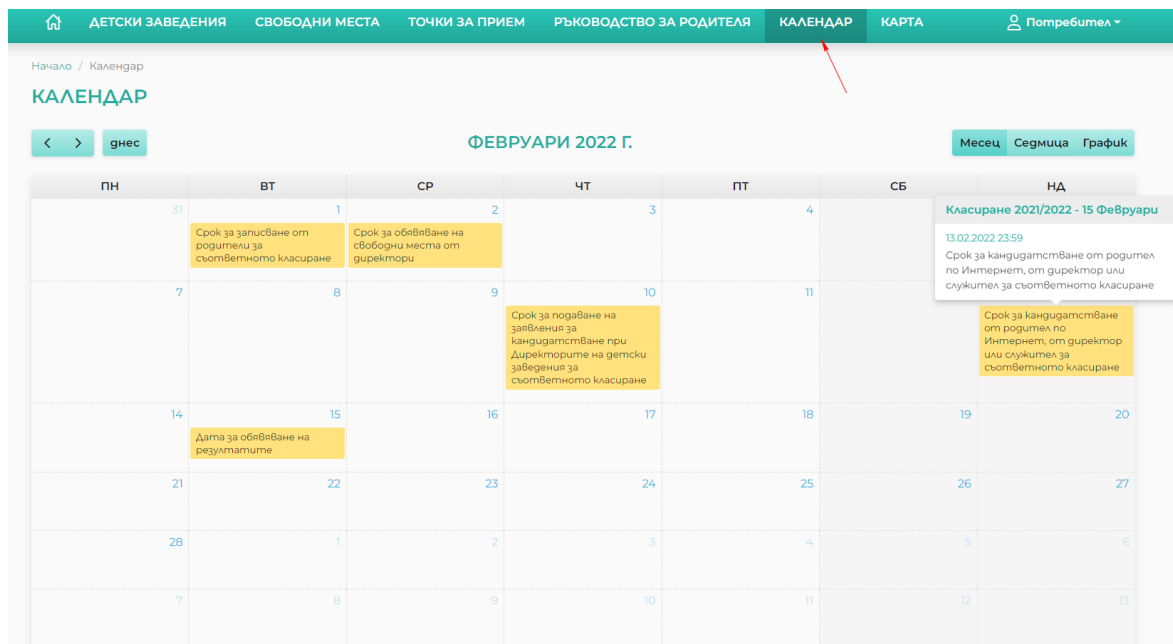 ДЕТСКИ ЗАВЕДЕНИЯ СВОБОДНИ МЕСТА ТОЧКИ ЗА ПРИЕМ РЪКОВОДСТВО ЗА РОДИТЕЛЯ КАЛЕНДАР КАРТА Потребител
Начало / Календар
КАЛЕНДАР
днес
ФЕВРУАРИ 2022 Г.
Месец Седмица График
ПН ВТ СР ЧТ ПТ СБ НД
31 1 2 3 4
Срок за записване от
родители за
съответното класиране
Срок за обявяване на
свободни места от
директори
Класиране 2021/2022 - 15 Февруари
13.02.2022 23:59
Срок за кандидатстване от родител
по Интернет, от директор или
служител за съответното класиране
7 8 9 10 11
Срок за подаване на
заявления за
кандидатстване при
Директорите на детски
заведения за
съответното класиране
Срок за кандидатстване
от родител по
Интернет, от директор
или служител за
съответното класиране
14 15 16 17 18 19 20
Дата за обявяване на
резултатите
21 22 23 24 25 26 27
28 1 2 3 4 5 6
7 8 9 10 11 12 13